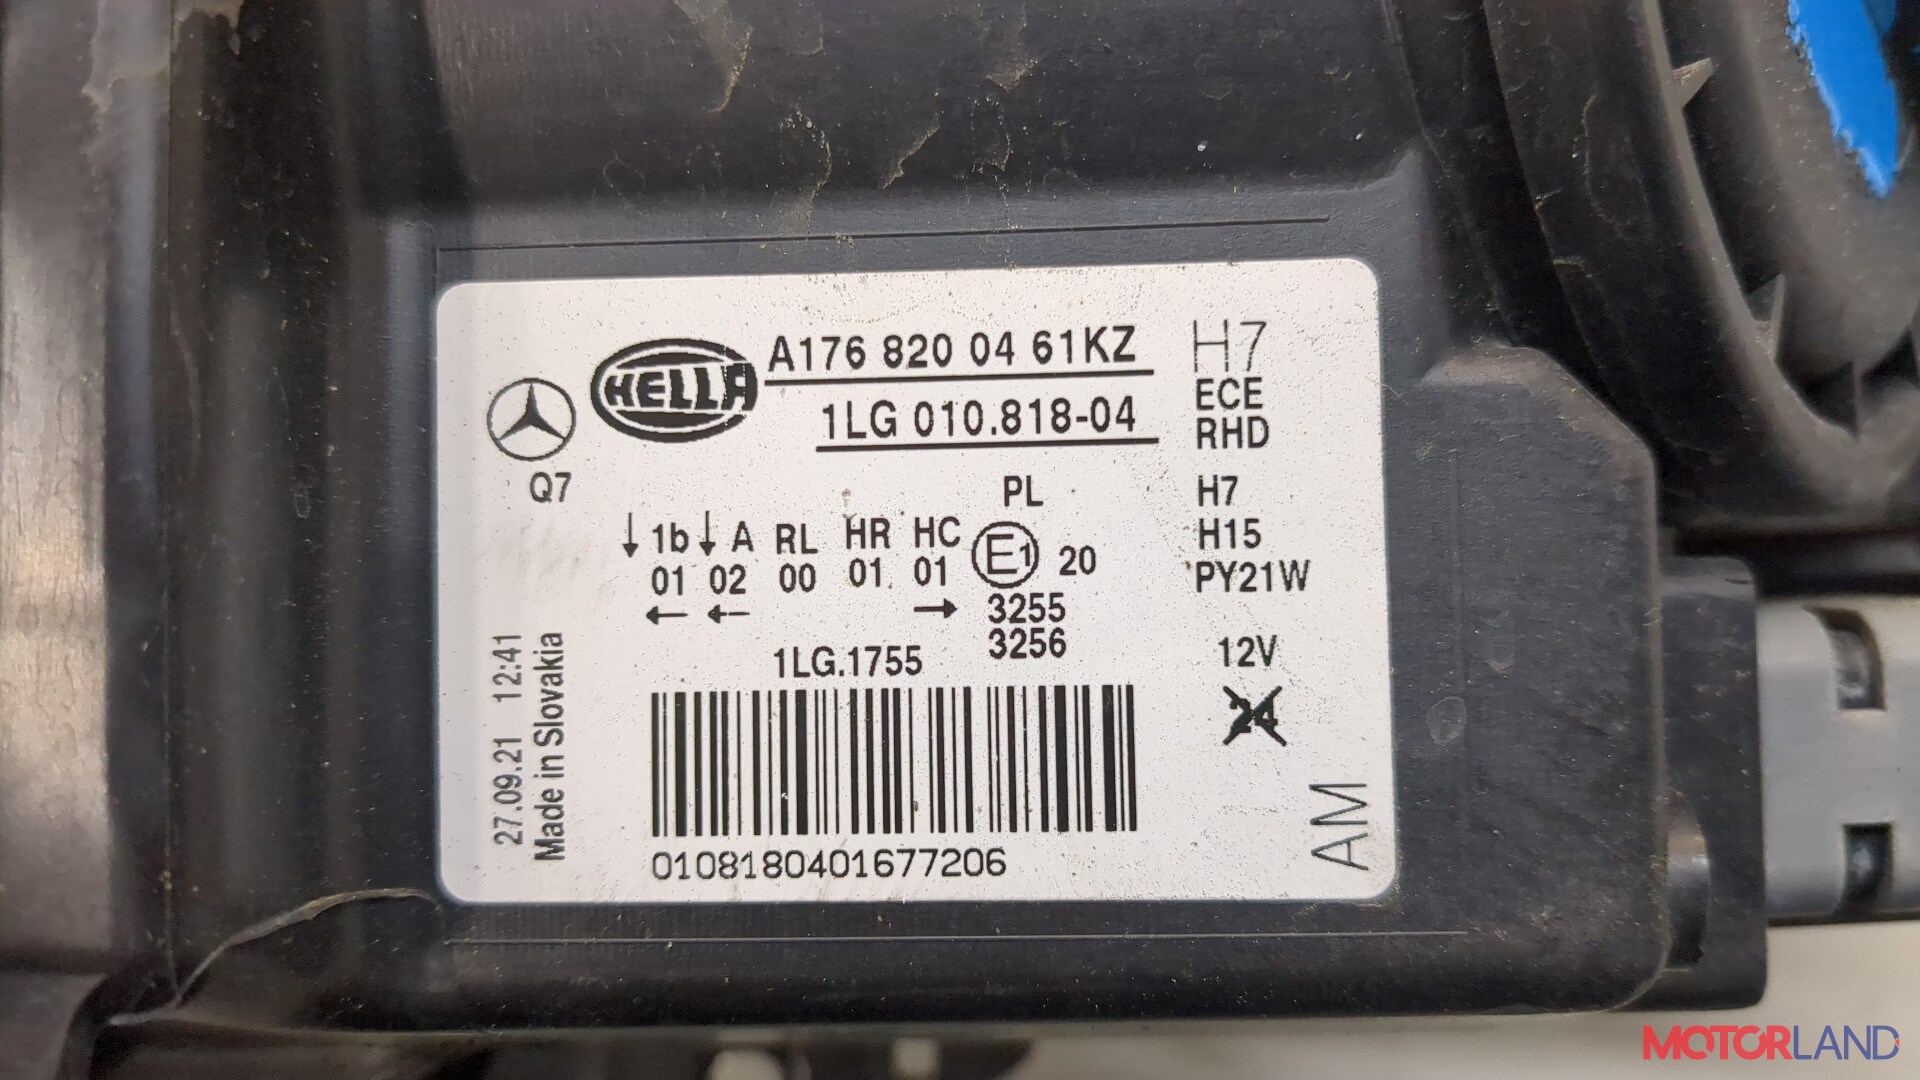 HELLA
A176 820 04 61KZ
1LG 010.818-04
H7
ECE
RHD
Q7
PL
H7
H15
PY21W
↓ 1b ↓ A RL HR HC E1 20
01 02 00 01 01
← ← →
3255
3256
1LG.1755
12V
24
0108180401677206
27.09.21 12:41
Made in Slovakia
AM
MOTORLAND